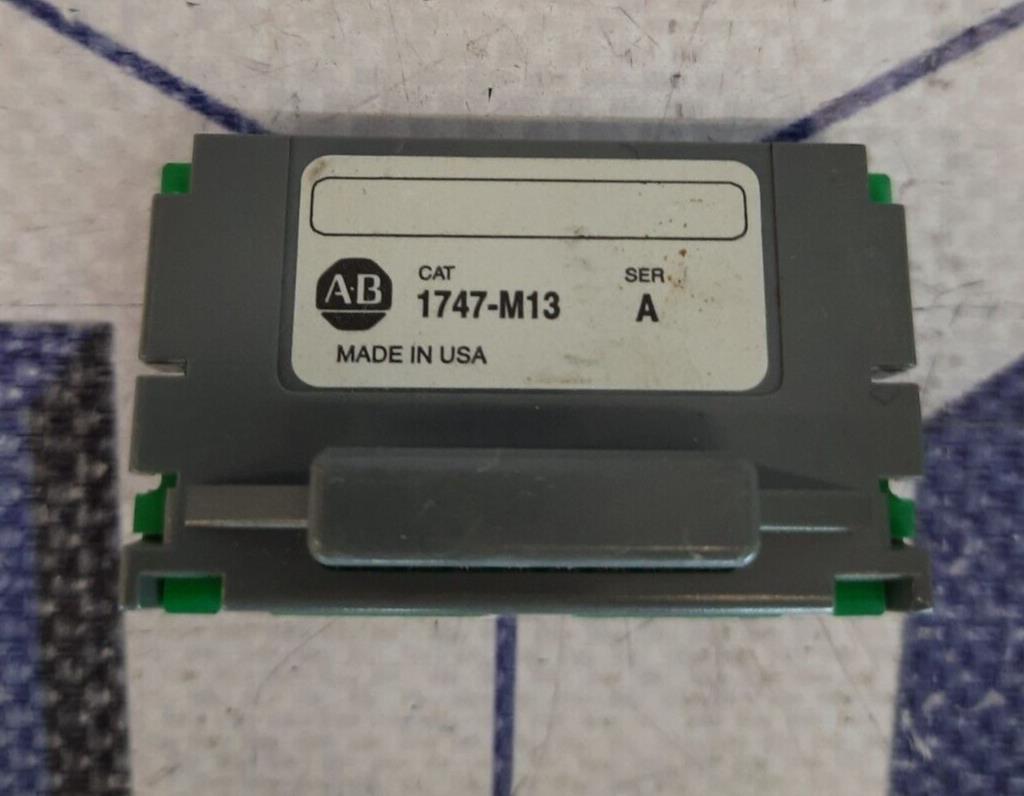 CAT SER
A·B 1747-M13 A
MADE IN USA